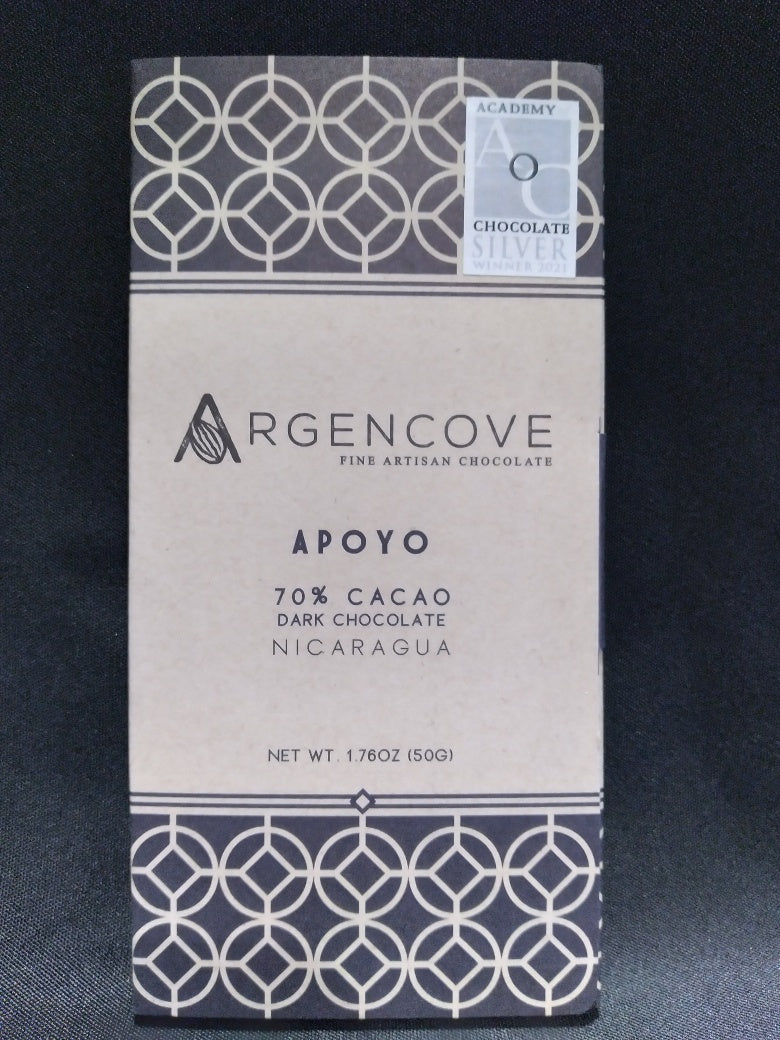 ACADEMY
AOC
CHOCOLATE
SILVER
WINNER 2021
ARGENCOVE
FINE ARTISAN CHOCOLATE
APOYO
70% CACAO
DARK CHOCOLATE
NICARAGUA
NET WT. 1.76OZ (50G)